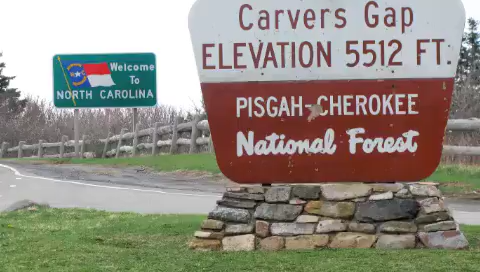 Carvers Gap
ELEVATION 5512 FT.
PISGAH-CHEROKEE
National Forest
Welcome
To
NORTH CAROLINA